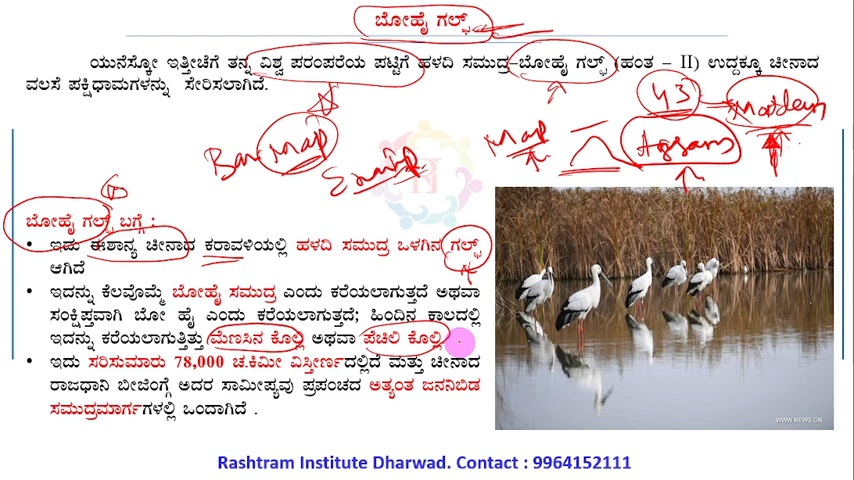 ಬೋಹೈ ಗಲ್ಫ್
ಯುನೆಸ್ಕೋ ಇತ್ತೀಚೆಗೆ ತನ್ನ ವಿಶ್ವ ಪರಂಪರೆಯ ಪಟ್ಟಿಗೆ ಹಳದಿ ಸಮುದ್ರ-ಬೋಹೈ ಗಲ್ಫ್ (ಹಂತ – II) ಉದ್ದಕ್ಕೂ ಚೀನಾದ
ವಲಸೆ ಪಕ್ಷಿಧಾಮಗಳನ್ನು ಸೇರಿಸಲಾಗಿದೆ.
43
Map
Map
ಬೋಹೈ ಗಲ್ಫ್ ಬಗ್ಗೆ :
• ಇದು ಈಶಾನ್ಯ ಚೀನಾದ ಕರಾವಳಿಯಲ್ಲಿ ಹಳದಿ ಸಮುದ್ರ ಒಳಗಿನ ಗಲ್ಫ್
ಆಗಿದೆ
• ಇದನ್ನು ಕೆಲವೊಮ್ಮೆ ಬೋಹೈ ಸಮುದ್ರ ಎಂದು ಕರೆಯಲಾಗುತ್ತದೆ ಅಥವಾ
ಸಂಕ್ಷಿಪ್ತವಾಗಿ ಬೋ ಹೈ ಎಂದು ಕರೆಯಲಾಗುತ್ತದೆ; ಹಿಂದಿನ ಕಾಲದಲ್ಲಿ
ಇದನ್ನು ಕರೆಯಲಾಗುತ್ತಿತ್ತು ಮೆಣಸಿನ ಕೊಲ್ಲಿ ಅಥವಾ ಪೆಚಿಲಿ ಕೊಲ್ಲಿ .
• ಇದು ಸರಿಸುಮಾರು 78,000 ಚ.ಕಿಮೀ ವಿಸ್ತೀರ್ಣದಲ್ಲಿದೆ ಮತ್ತು ಚೀನಾದ
ರಾಜಧಾನಿ ಬೀಜಿಂಗ್ಗೆ ಅದರ ಸಾಮೀಪ್ಯವು ಪ್ರಪಂಚದ ಅತ್ಯಂತ ಜನನಿಬಿಡ
ಸಮುದ್ರಮಾರ್ಗಗಳಲ್ಲಿ ಒಂದಾಗಿದೆ .
WWW.NEWS.CN
Rashtram Institute Dharwad. Contact : 9964152111